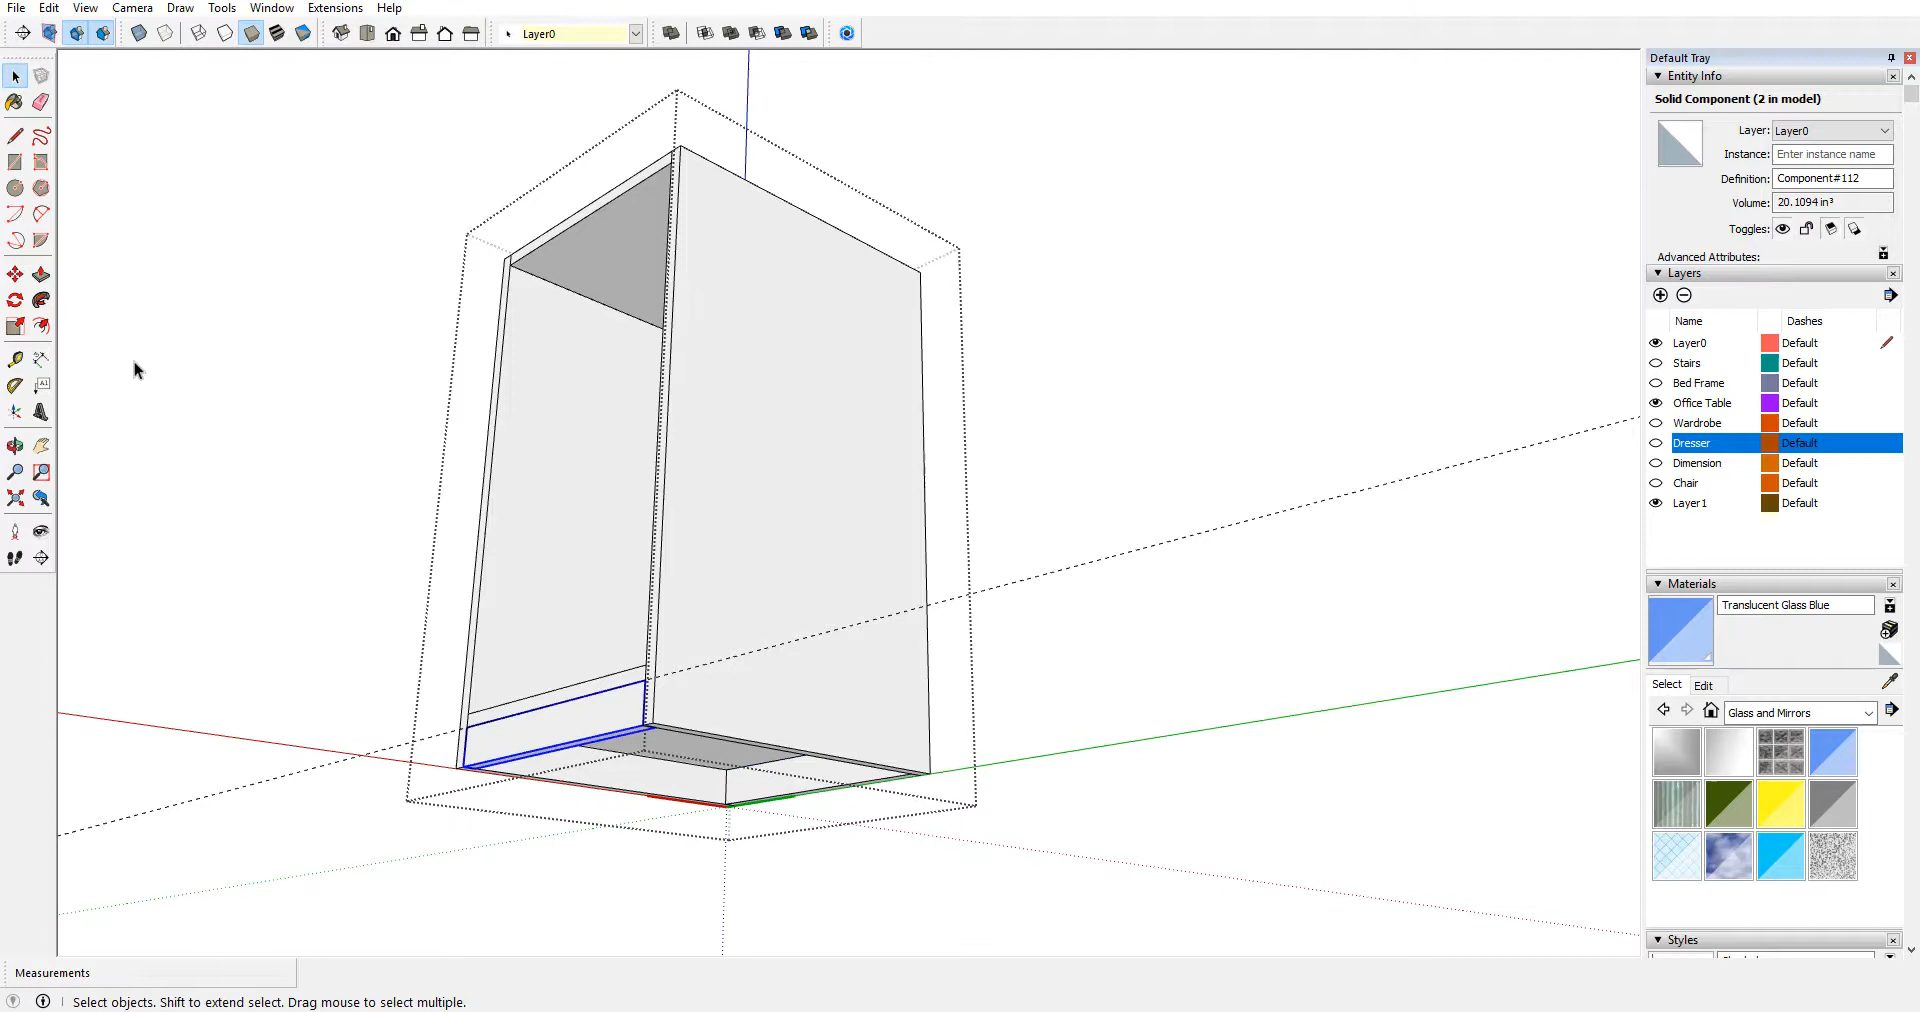 File Edit View Camera Draw Tools Window Extensions Help
Layer0
Default Tray
Entity Info
Solid Component (2 in model)
Layer: Layer0
Instance: Enter instance name
Definition: Component#112
Volume: 20.1094 in³
Toggles:
Advanced Attributes:
Layers
Name Dashes
Layer0 Default
Stairs Default
Bed Frame Default
Office Table Default
Wardrobe Default
Dresser Default
Dimension Default
Chair Default
Layer1 Default
Materials
Translucent Glass Blue
Select Edit
Glass and Mirrors
Styles
Measurements
Select objects. Shift to extend select. Drag mouse to select multiple.